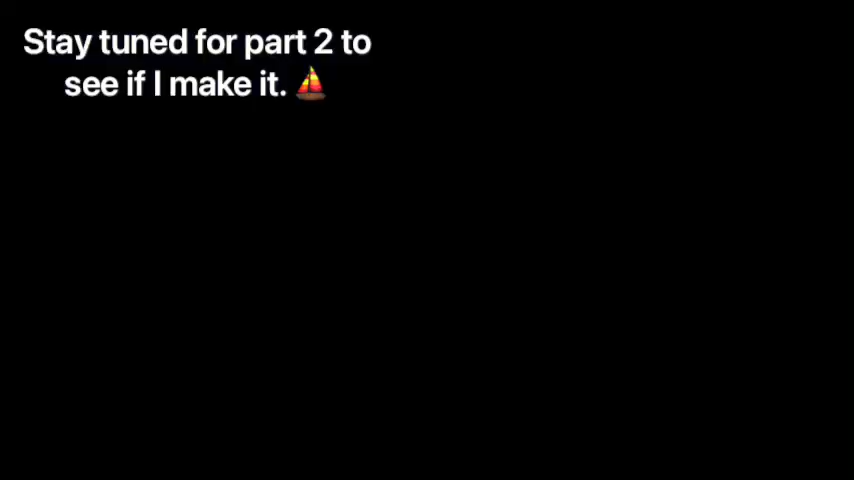 Stay tuned for part 2 to
see if I make it. ⛵